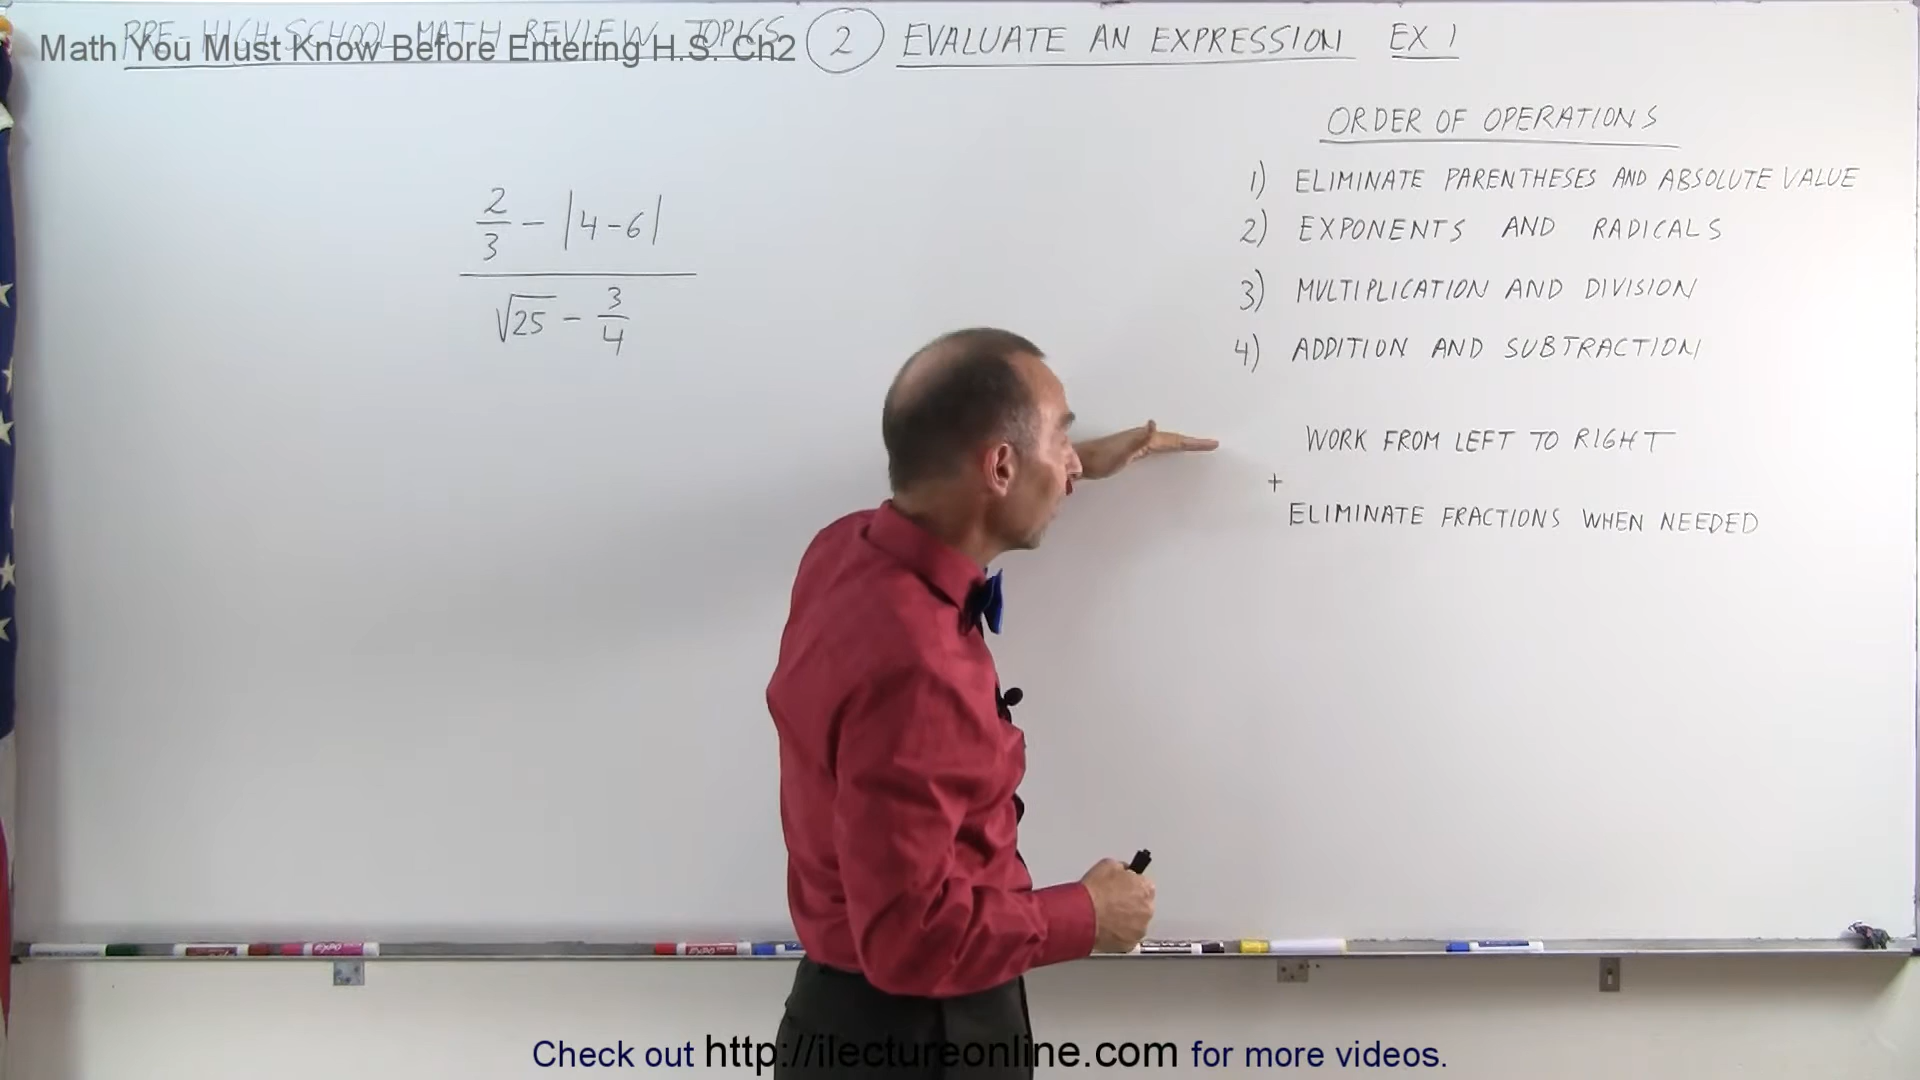 PRE-HIGH SCHOOL MATH REVIEW TOPICS 2 EVALUATE AN EXPRESSION EX 1
Math You Must Know Before Entering H.S. Ch2
ORDER OF OPERATIONS
1) ELIMINATE PARENTHESES AND ABSOLUTE VALUE
2) EXPONENTS AND RADICALS
3) MULTIPLICATION AND DIVISION
4) ADDITION AND SUBTRACTION
WORK FROM LEFT TO RIGHT
+
ELIMINATE FRACTIONS WHEN NEEDED
2/3 - |4-6|
√25 - 3/4
Check out http://ilectureonline.com for more videos.